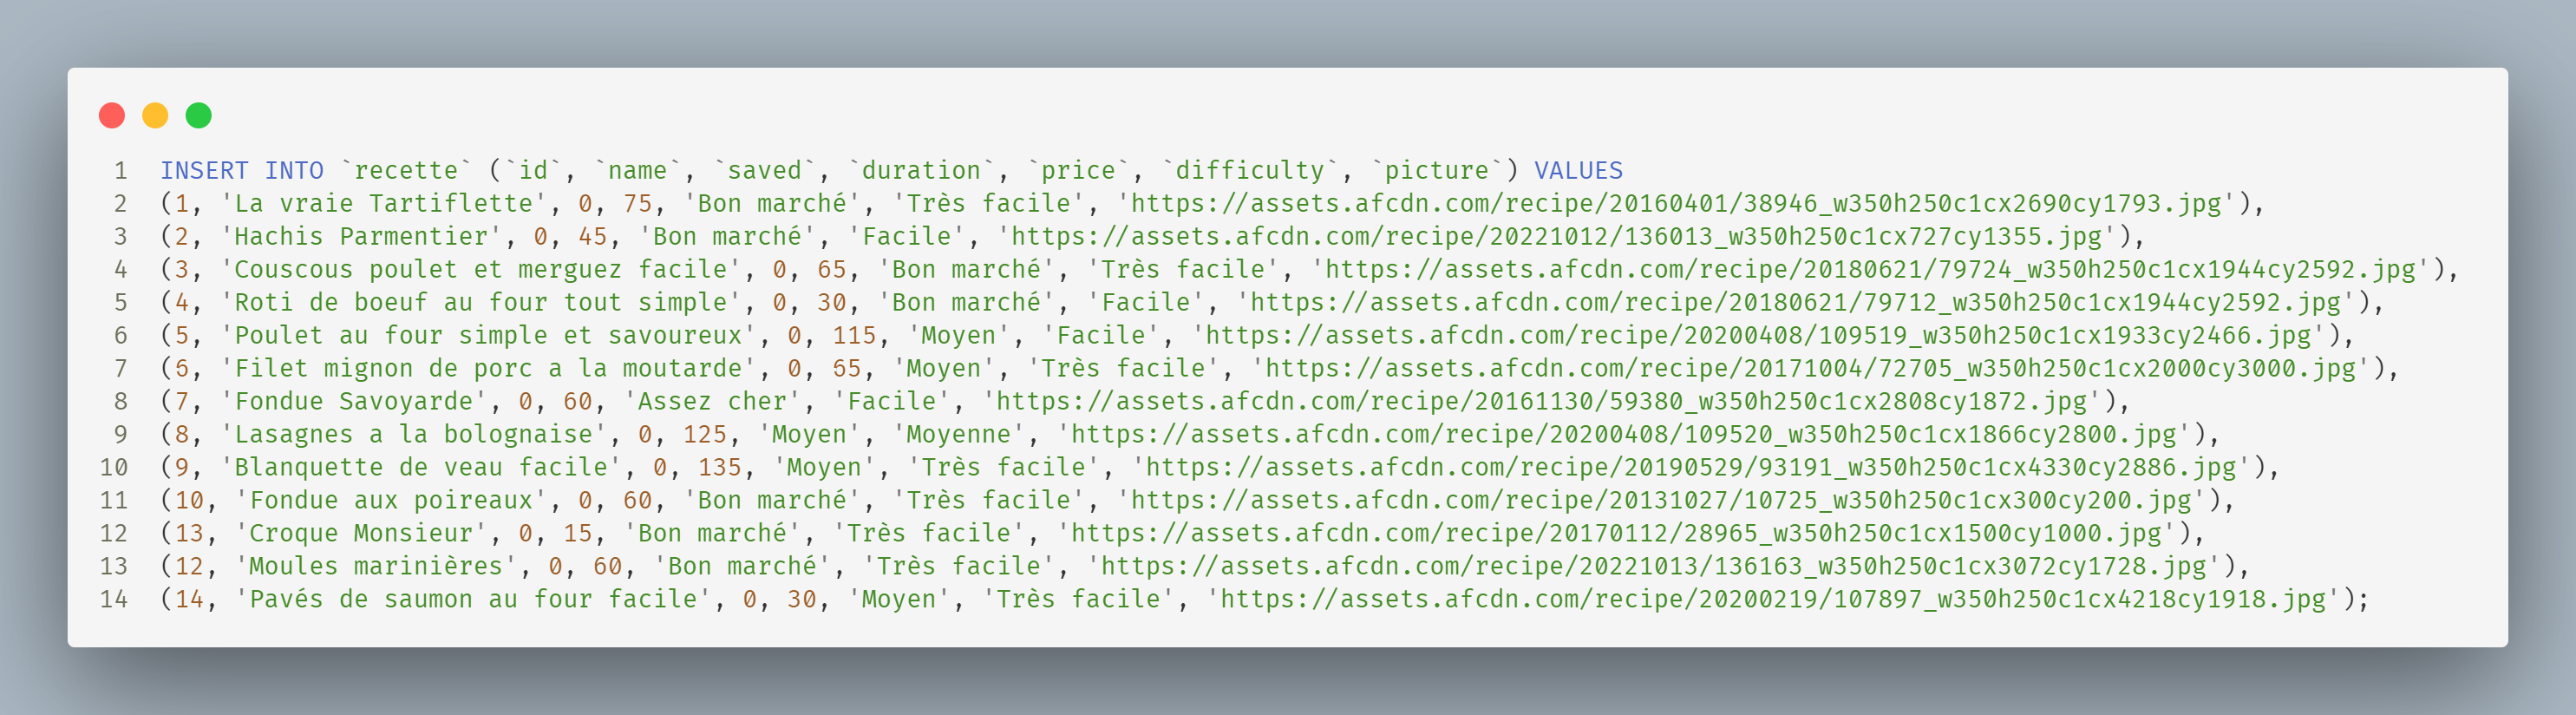 1 INSERT INTO `recette` (`id`, `name`, `saved`, `duration`, `price`, `difficulty`, `picture`) VALUES
2 (1, 'La vraie Tartiflette', 0, 75, 'Bon marché', 'Très facile', 'https://assets.afcdn.com/recipe/20160401/38946_w350h250c1cx2690cy1793.jpg'),
3 (2, 'Hachis Parmentier', 0, 45, 'Bon marché', 'Facile', 'https://assets.afcdn.com/recipe/20221012/136013_w350h250c1cx727cy1355.jpg'),
4 (3, 'Couscous poulet et merguez facile', 0, 65, 'Bon marché', 'Très facile', 'https://assets.afcdn.com/recipe/20180621/79724_w350h250c1cx1944cy2592.jpg'),
5 (4, 'Roti de boeuf au four tout simple', 0, 30, 'Bon marché', 'Facile', 'https://assets.afcdn.com/recipe/20180621/79712_w350h250c1cx1944cy2592.jpg'),
6 (5, 'Poulet au four simple et savoureux', 0, 115, 'Moyen', 'Facile', 'https://assets.afcdn.com/recipe/20200408/109519_w350h250c1cx1933cy2466.jpg'),
7 (6, 'Filet mignon de porc a la moutarde', 0, 65, 'Moyen', 'Très facile', 'https://assets.afcdn.com/recipe/20171004/72705_w350h250c1cx2000cy3000.jpg'),
8 (7, 'Fondue Savoyarde', 0, 60, 'Assez cher', 'Facile', 'https://assets.afcdn.com/recipe/20161130/59380_w350h250c1cx2808cy1872.jpg'),
9 (8, 'Lasagnes a la bolognaise', 0, 125, 'Moyen', 'Moyenne', 'https://assets.afcdn.com/recipe/20200408/109520_w350h250c1cx1866cy2800.jpg'),
10 (9, 'Blanquette de veau facile', 0, 135, 'Moyen', 'Très facile', 'https://assets.afcdn.com/recipe/20190529/93191_w350h250c1cx4330cy2886.jpg'),
11 (10, 'Fondue aux poireaux', 0, 60, 'Bon marché', 'Très facile', 'https://assets.afcdn.com/recipe/20131027/10725_w350h250c1cx300cy200.jpg'),
12 (13, 'Croque Monsieur', 0, 15, 'Bon marché', 'Très facile', 'https://assets.afcdn.com/recipe/20170112/28965_w350h250c1cx1500cy1000.jpg'),
13 (12, 'Moules marinières', 0, 60, 'Bon marché', 'Très facile', 'https://assets.afcdn.com/recipe/20221013/136163_w350h250c1cx3072cy1728.jpg'),
14 (14, 'Pavés de saumon au four facile', 0, 30, 'Moyen', 'Très facile', 'https://assets.afcdn.com/recipe/20200219/107897_w350h250c1cx4218cy1918.jpg');